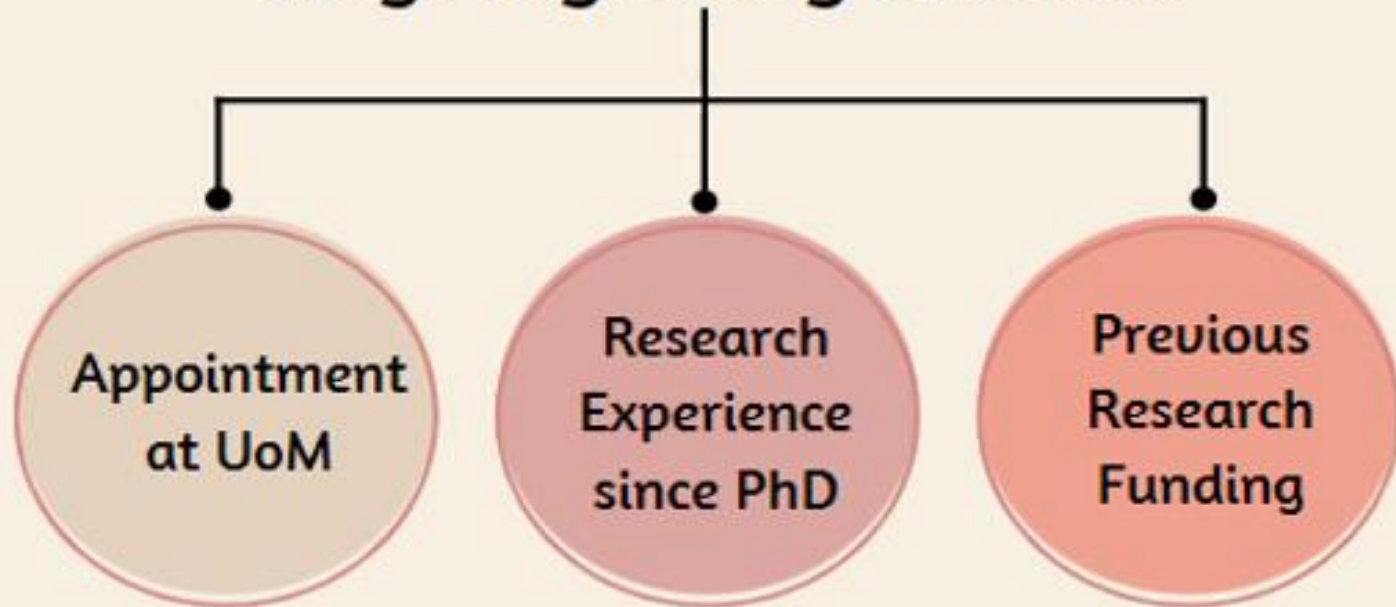 Appointment
at UoM
Research
Experience
since PhD
Previous
Research
Funding